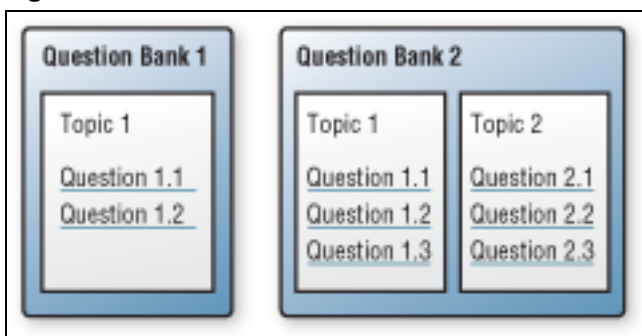 Question Bank 1
Topic 1
Question 1.1
Question 1.2
Question Bank 2
Topic 1
Question 1.1
Question 1.2
Question 1.3
Topic 2
Question 2.1
Question 2.2
Question 2.3